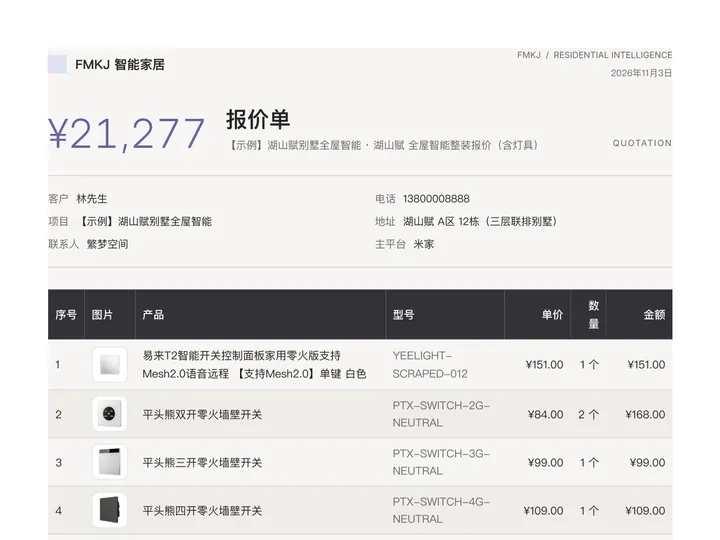 FMKJ 智能家居
FMKJ / RESIDENTIAL INTELLIGENCE
2026年11月3日
¥21,277
报价单
【示例】湖山赋别墅全屋智能 · 湖山赋 全屋智能整装报价（含灯具）
QUOTATION
客户 林先生
电话 13800008888
项目 【示例】湖山赋别墅全屋智能
地址 湖山赋 A区 12栋（三层联排别墅）
联系人 繁梦空间
主平台 米家
序号 图片 产品 型号 单价 数量 金额
1 易来T2智能开关控制面板家用零火版支持 YEELIGHT-
Mesh2.0语音远程 【支持Mesh2.0】单键 白色 SCRAPED-012 ¥151.00 1 个 ¥151.00
2 平头熊双开零火墙壁开关 PTX-SWITCH-2G-
NEUTRAL ¥84.00 2 个 ¥168.00
3 平头熊三开零火墙壁开关 PTX-SWITCH-3G-
NEUTRAL ¥99.00 1 个 ¥99.00
4 平头熊四开零火墙壁开关 PTX-SWITCH-4G-
NEUTRAL ¥109.00 1 个 ¥109.00